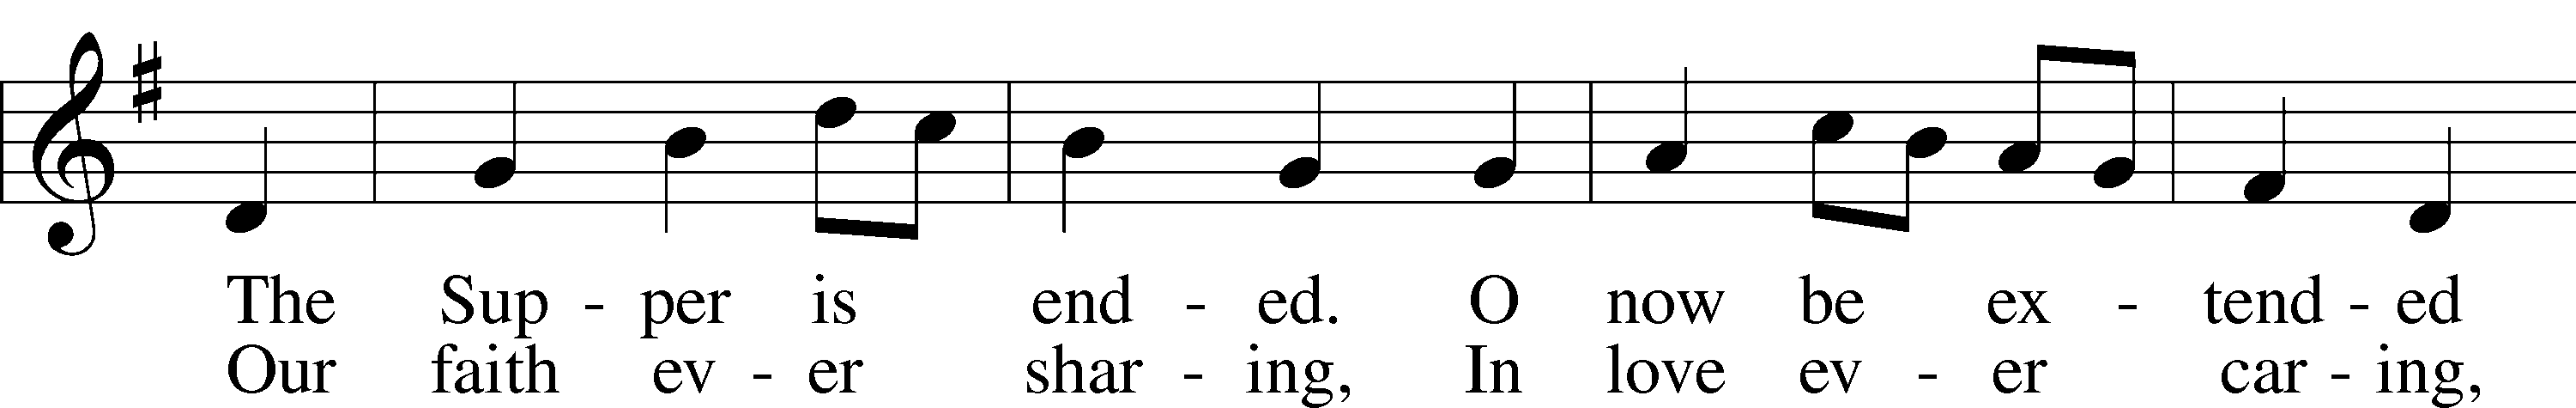 The Sup - per is end - ed. O now be ex - tend - ed
Our faith ev - er shar - ing, In love ev - er car - ing,